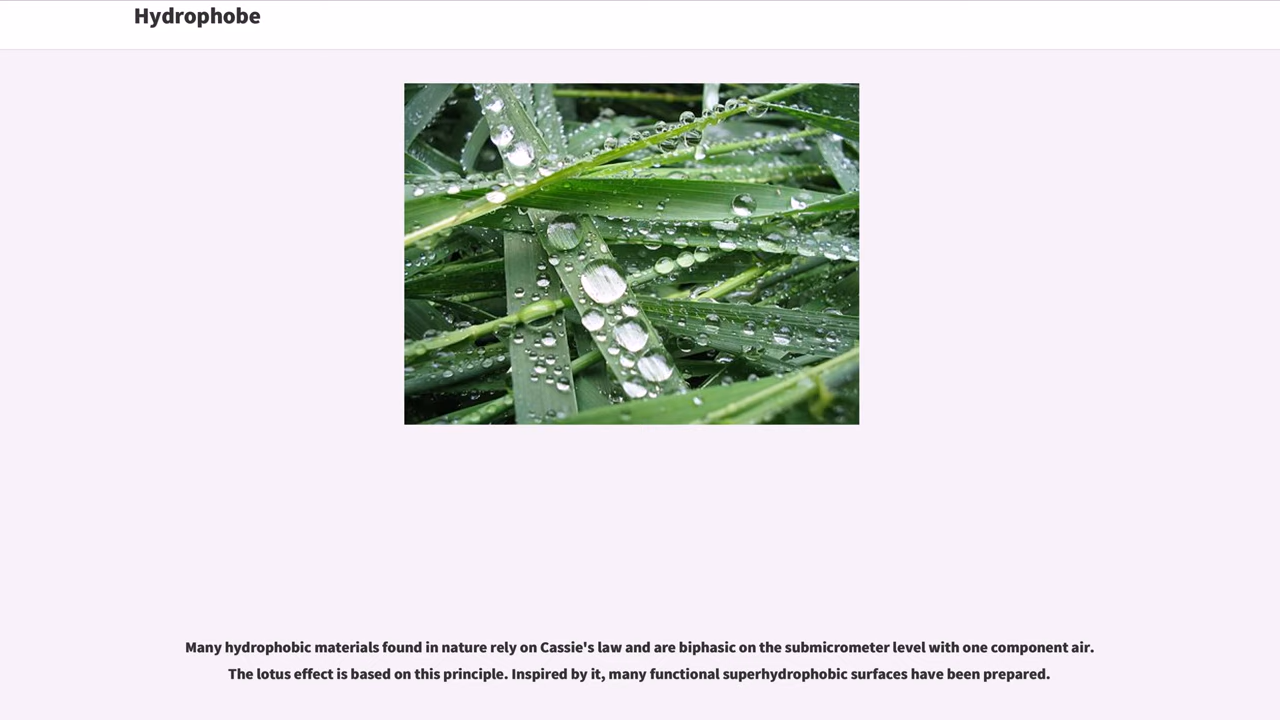 Hydrophobe
Many hydrophobic materials found in nature rely on Cassie's law and are biphasic on the submicrometer level with one component air.
The lotus effect is based on this principle. Inspired by it, many functional superhydrophobic surfaces have been prepared.